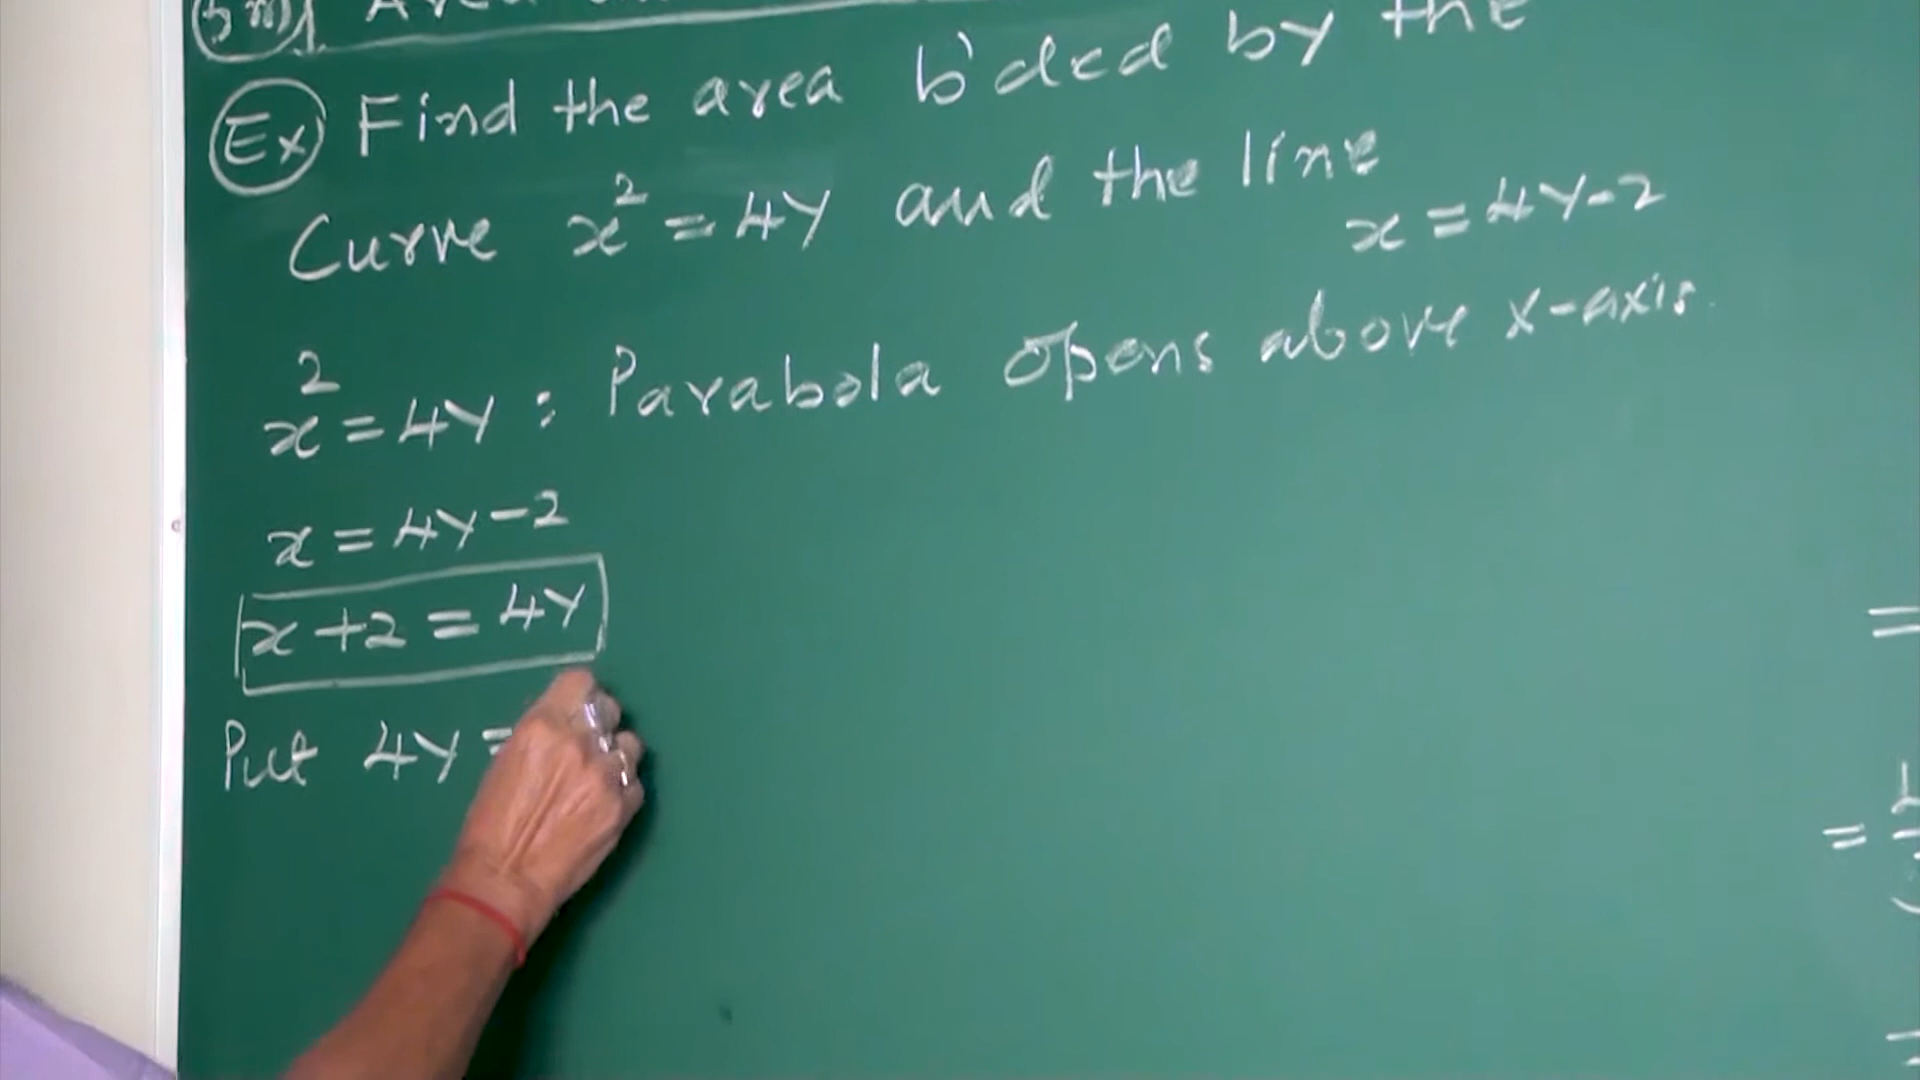 Area
Ex Find the area b'ded by the
Curve x² = 4y and the line
x = 4y-2
x² = 4y : Parabola opens above x-axis.
x = 4y-2
x+2 = 4y
Put 4y =
=
=